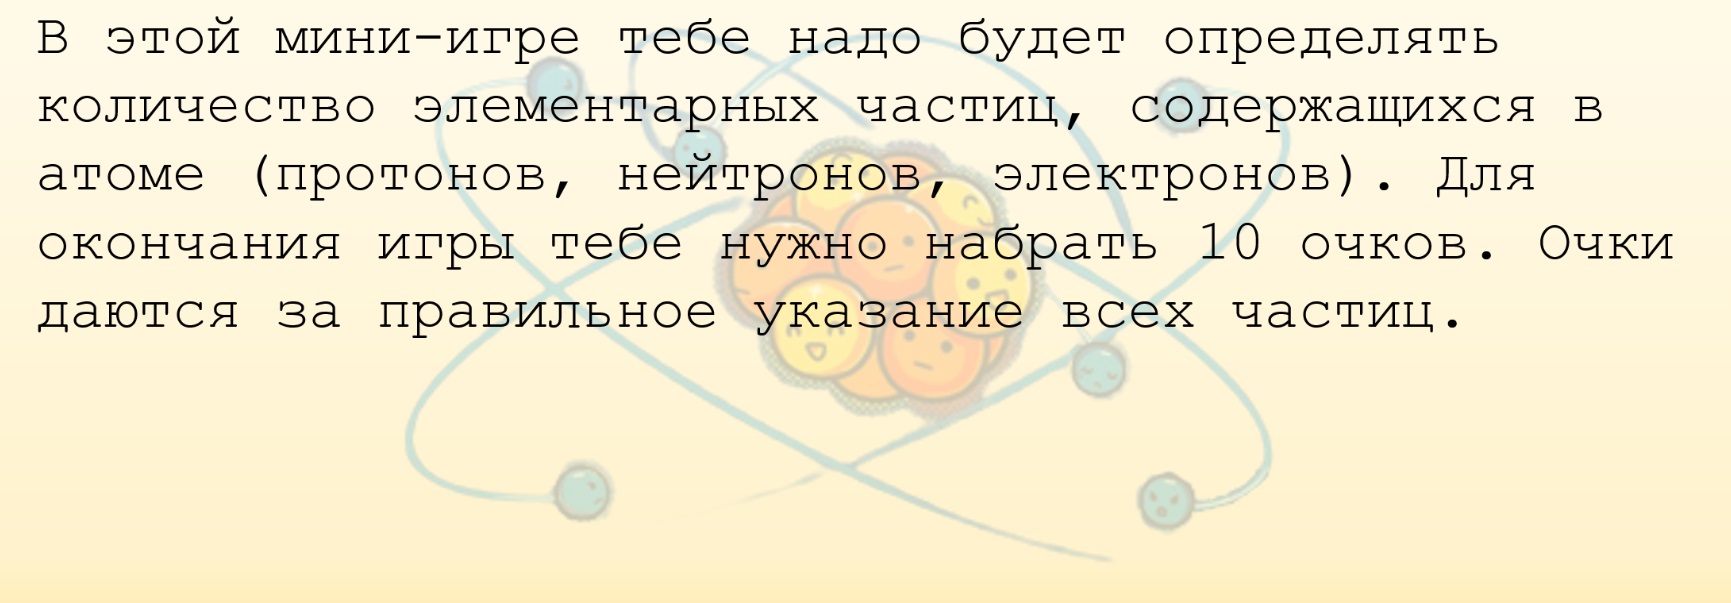 В этой мини-игре тебе надо будет определять
количество элементарных частиц, содержащихся в
атоме (протонов, нейтронов, электронов). Для
окончания игры тебе нужно набрать 10 очков. Очки
даются за правильное указание всех частиц.